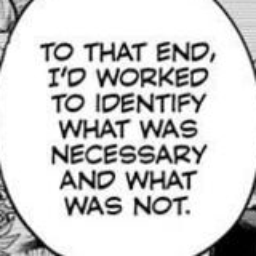 TO THAT END,
I'D WORKED
TO IDENTIFY
WHAT WAS
NECESSARY
AND WHAT
WAS NOT.